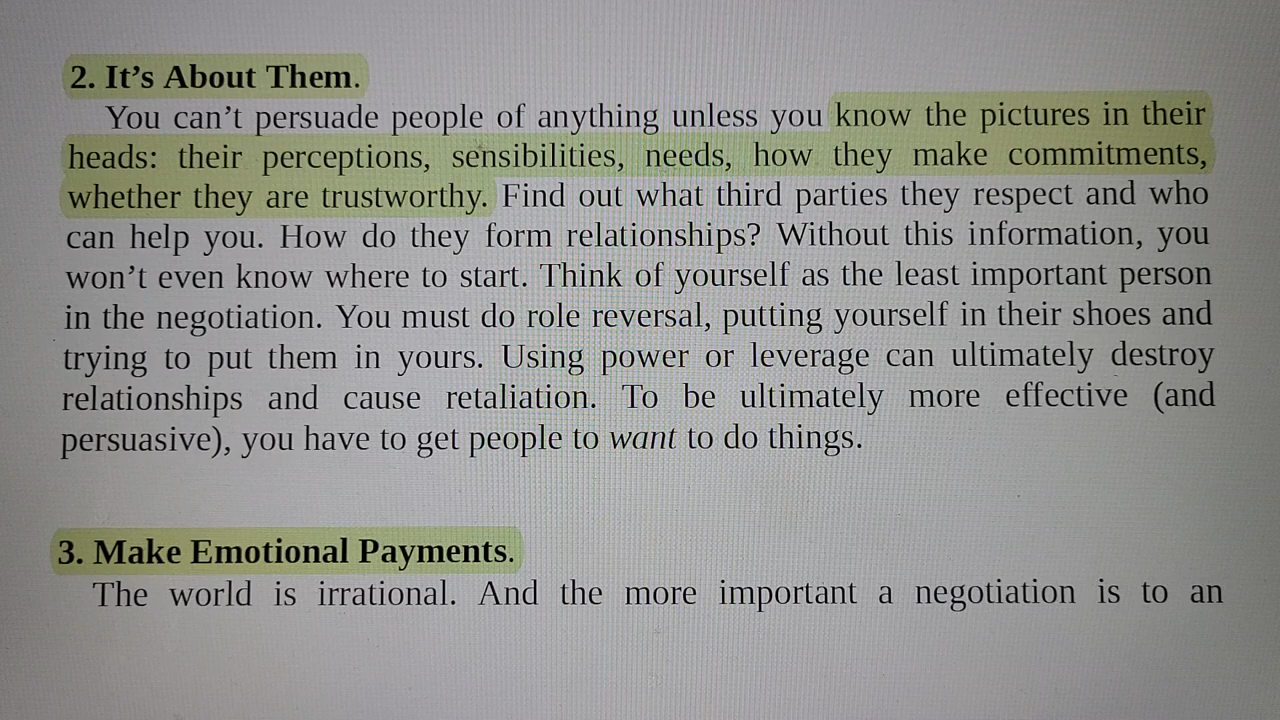 2. It’s About Them.
You can’t persuade people of anything unless you know the pictures in their
heads: their perceptions, sensibilities, needs, how they make commitments,
whether they are trustworthy. Find out what third parties they respect and who
can help you. How do they form relationships? Without this information, you
won’t even know where to start. Think of yourself as the least important person
in the negotiation. You must do role reversal, putting yourself in their shoes and
trying to put them in yours. Using power or leverage can ultimately destroy
relationships and cause retaliation. To be ultimately more effective (and
persuasive), you have to get people to want to do things.
3. Make Emotional Payments.
The world is irrational. And the more important a negotiation is to an